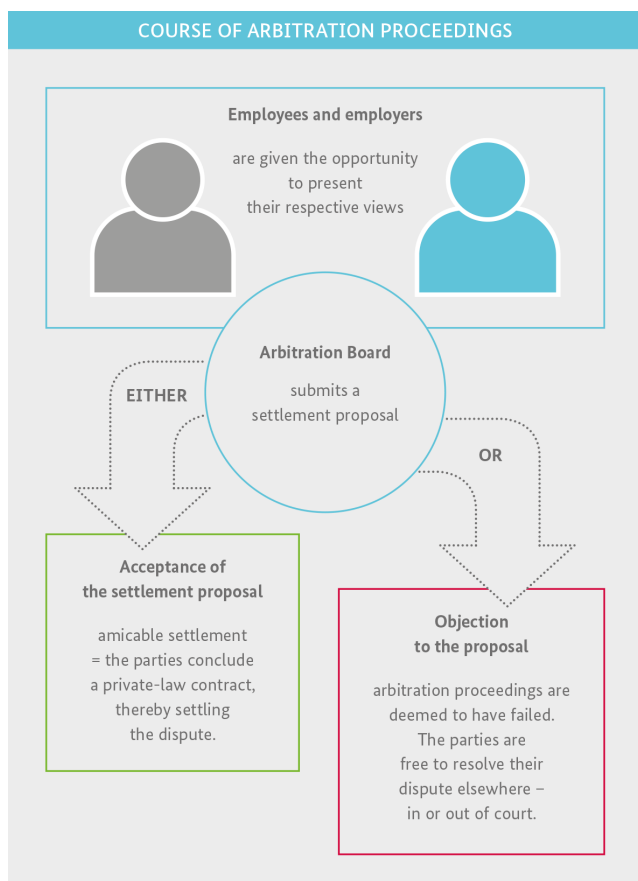 COURSE OF ARBITRATION PROCEEDINGS
Employees and employers
are given the opportunity
to present
their respective views
Arbitration Board
submits a
settlement proposal
EITHER
OR
Acceptance of
the settlement proposal
amicable settlement
= the parties conclude
a private-law contract,
thereby settling
the dispute.
Objection
to the proposal
arbitration proceedings are
deemed to have failed.
The parties are
free to resolve their
dispute elsewhere –
in or out of court.